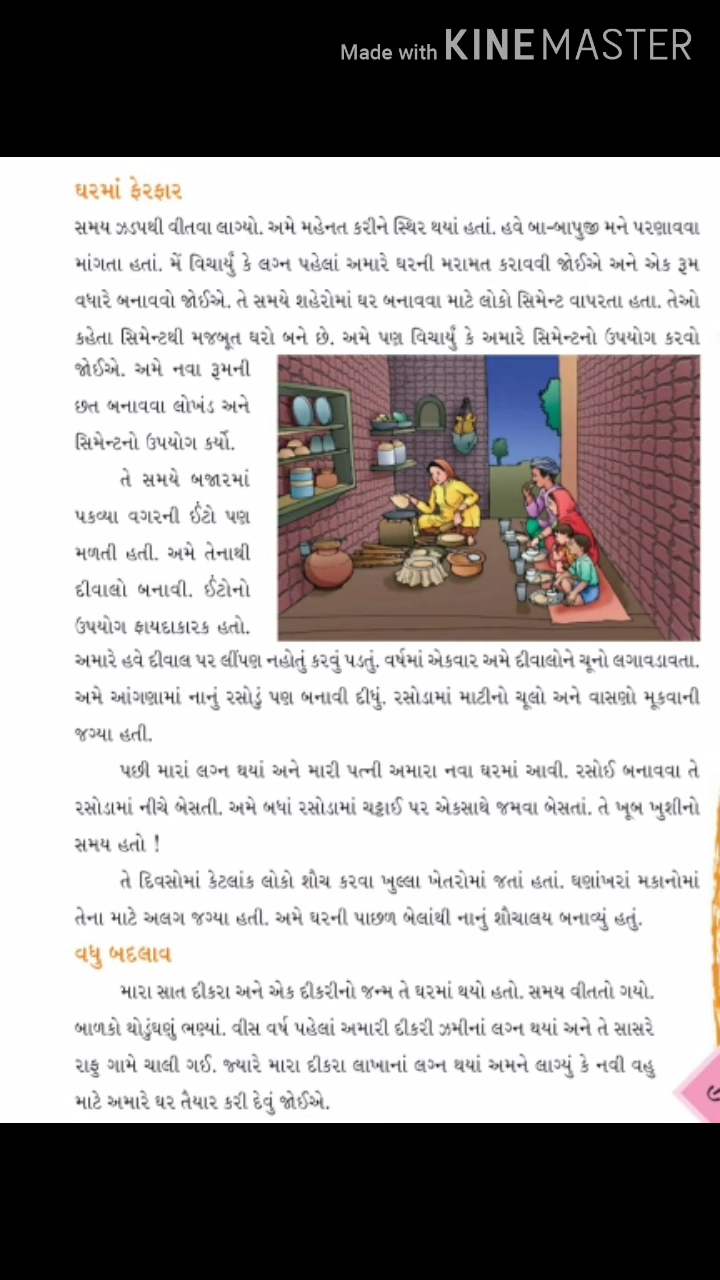 Made with KINEMASTER
ઘરમાં ફેરફાર
સમય ઝડપથી વીતવા લાગ્યો. અમે મહેનત કરીને સ્થિર થયાં હતાં. હવે બા-બાપુજી મને પરણાવવા
માંગતા હતાં. મેં વિચાર્યું કે લગ્ન પહેલાં અમારે ઘરની મરામત કરાવવી જોઈએ અને એક રૂમ
વધારે બનાવવો જોઈએ. તે સમયે શહેરોમાં ઘર બનાવવા માટે લોકો સિમેન્ટ વાપરતા હતા. તેઓ
કહેતા સિમેન્ટથી મજબૂત ઘરો બને છે. અમે પણ વિચાર્યું કે અમારે સિમેન્ટનો ઉપયોગ કરવો
જોઈએ. અમે નવા રૂમની
છત બનાવવા લોખંડ અને
સિમેન્ટનો ઉપયોગ કર્યો.
તે સમયે બજારમાં
પકવ્યા વગરની ઈંટો પણ
મળતી હતી. અમે તેનાથી
દીવાલો બનાવી. ઈંટોનો
ઉપયોગ ફાયદાકારક હતો.
અમારે હવે દીવાલ પર લીંપણ નહોતું કરવું પડતું. વર્ષમાં એકવાર અમે દીવાલોને ચૂનો લગાવડાવતા.
અમે આંગણામાં નાનું રસોડું પણ બનાવી દીધું. રસોડામાં માટીનો ચૂલો અને વાસણો મૂકવાની
જગ્યા હતી.
પછી મારાં લગ્ન થયાં અને મારી પત્ની અમારા નવા ઘરમાં આવી. રસોઈ બનાવવા તે
રસોડામાં નીચે બેસતી. અમે બધાં રસોડામાં ચટ્ટાઈ પર એકસાથે જમવા બેસતાં. તે ખૂબ ખુશીનો
સમય હતો !
તે દિવસોમાં કેટલાંક લોકો શૌચ કરવા ખુલ્લા ખેતરોમાં જતાં હતાં. ઘણાંખરાં મકાનોમાં
તેના માટે અલગ જગ્યા હતી. અમે ઘરની પાછળ બેલાંથી નાનું શૌચાલય બનાવ્યું હતું.
વધુ બદલાવ
મારા સાત દીકરા અને એક દીકરીનો જન્મ તે ઘરમાં થયો હતો. સમય વીતતો ગયો.
બાળકો થોડુંઘણું ભણ્યાં. વીસ વર્ષ પહેલાં અમારી દીકરી ઝમીનાં લગ્ન થયાં અને તે સાસરે
રાફુ ગામે ચાલી ગઈ. જ્યારે મારા દીકરા લાખાનાં લગ્ન થયાં અમને લાગ્યું કે નવી વહુ
માટે અમારે ઘર તૈયાર કરી દેવું જોઈએ.